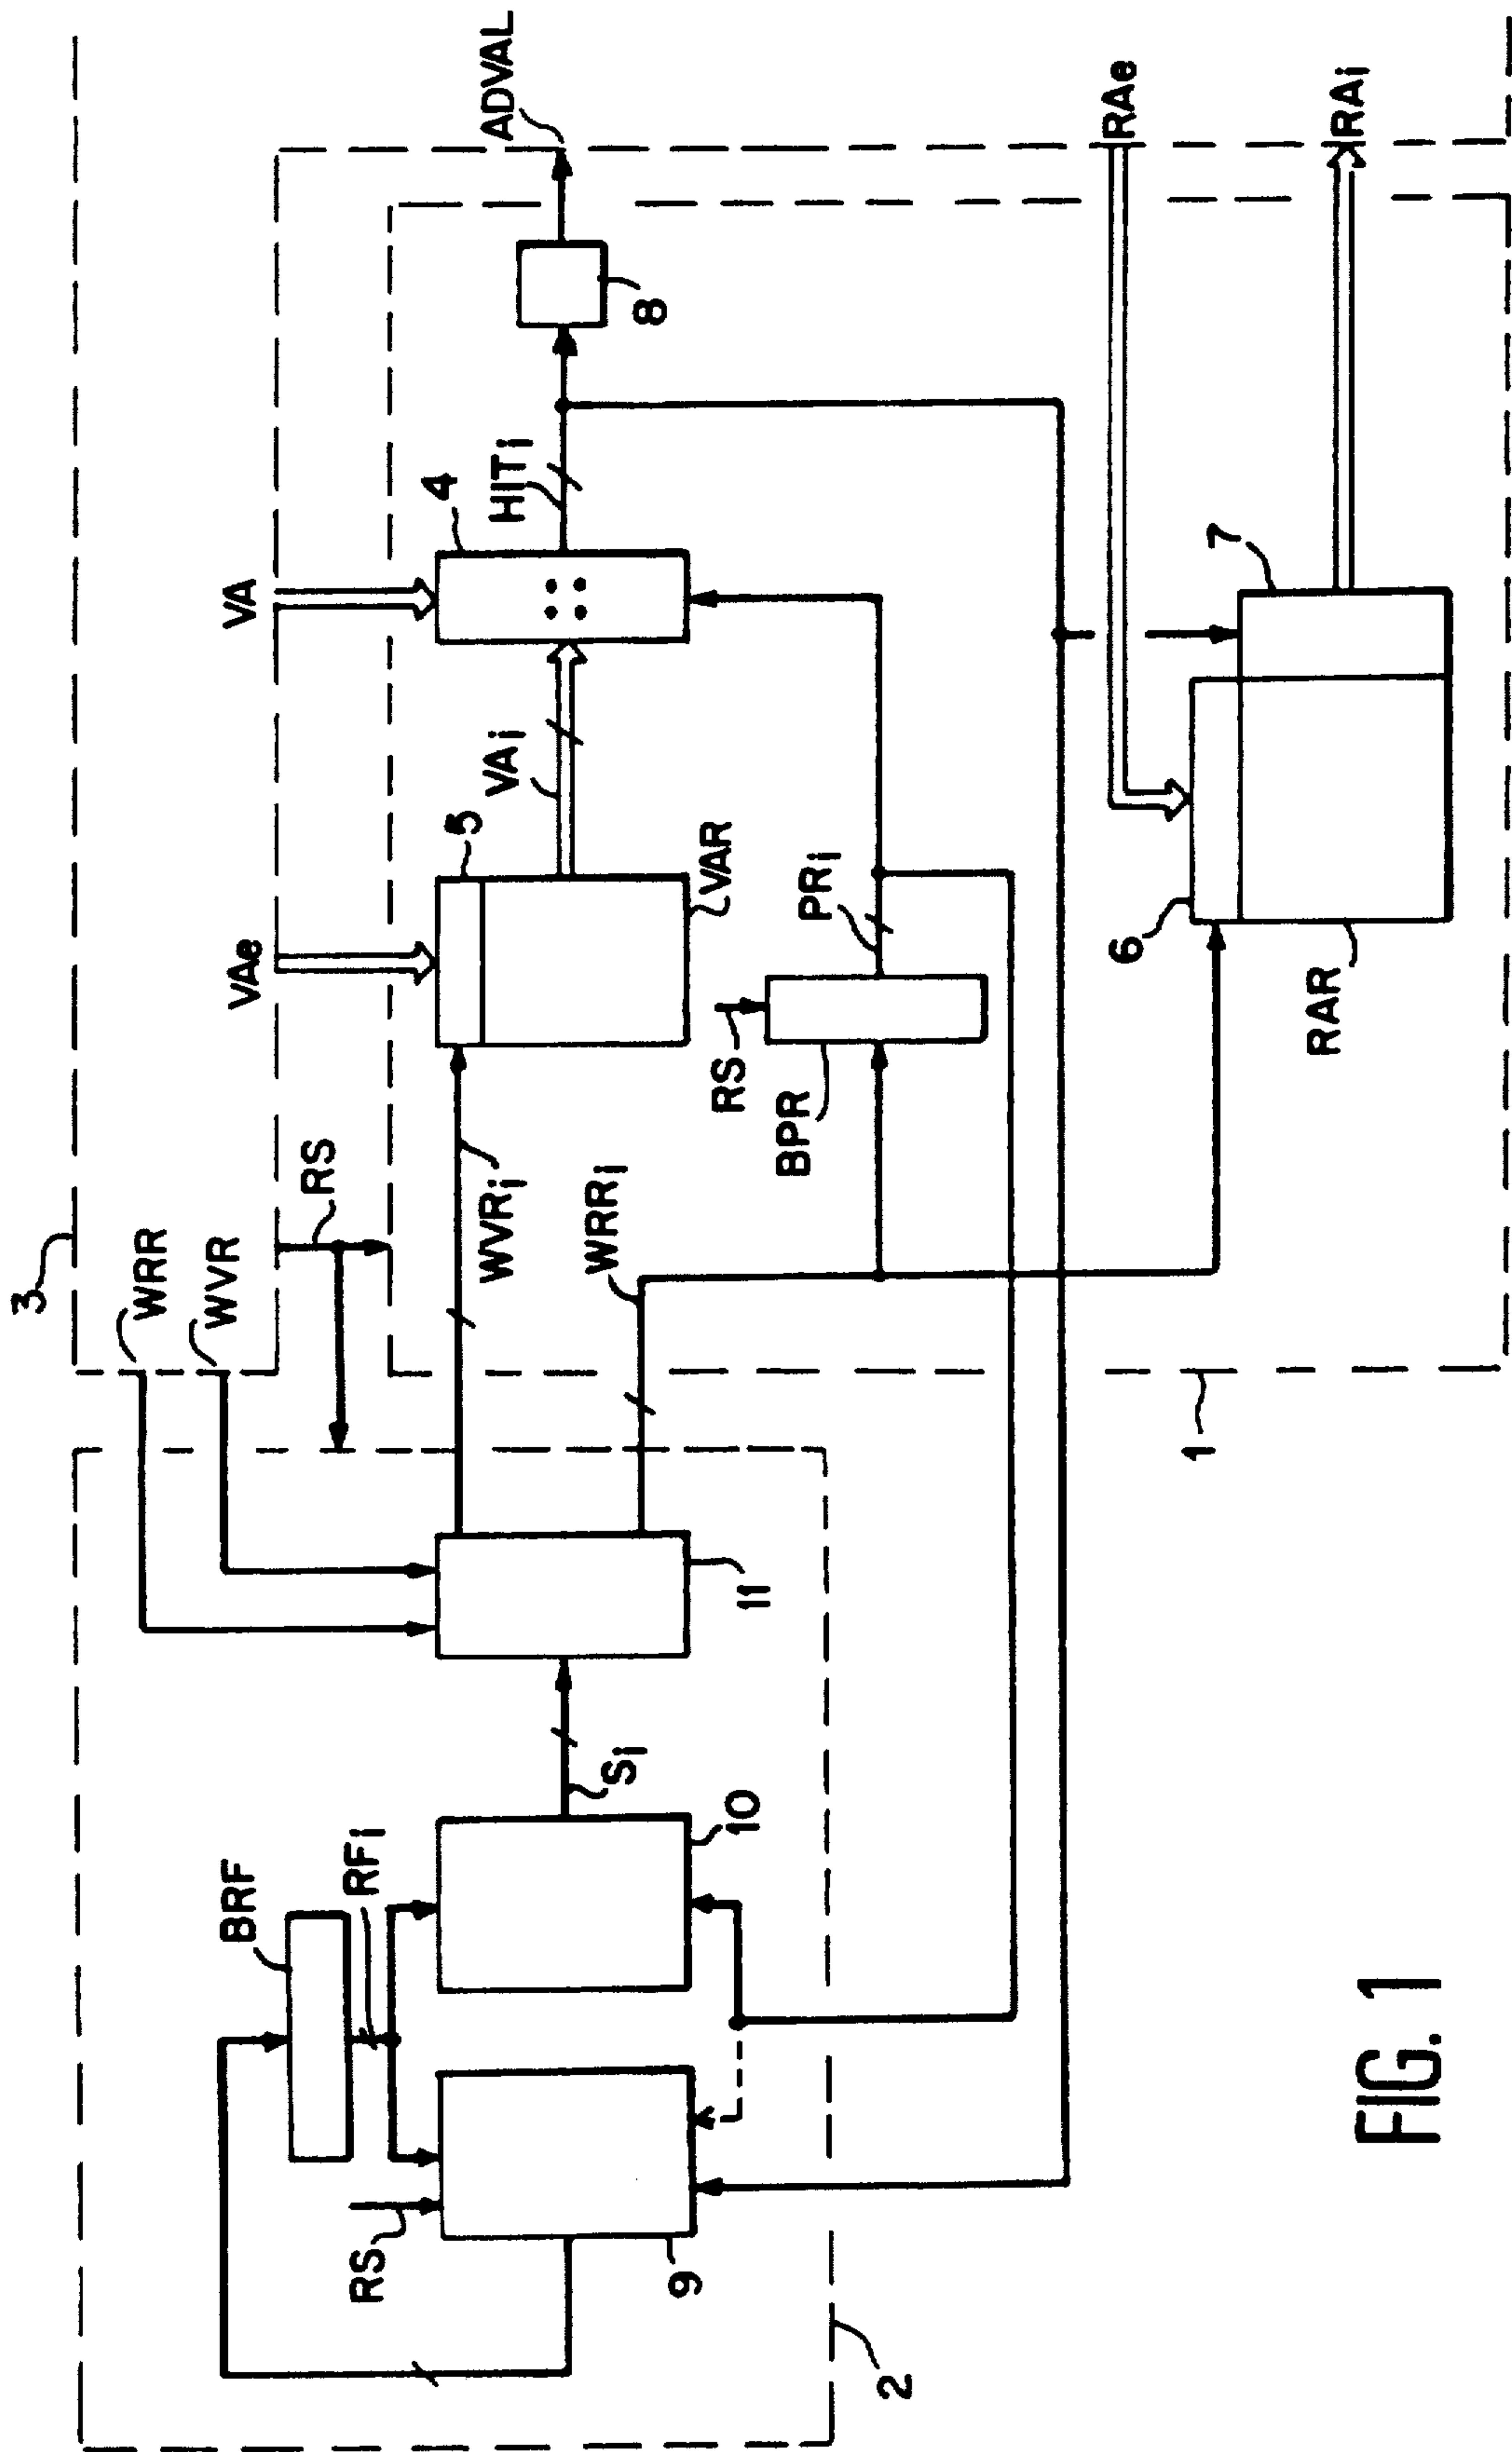 3
WRR
WVR
RS
VAe
VA
ADVAL
BRF
RFi
RS
9
10
Si
11
WVRi
WRRi
5
VAi
VAR
4
HITi
8
RS
BPR
PRi
RAe
RAi
6
7
RAR
2
1
FIG. 1